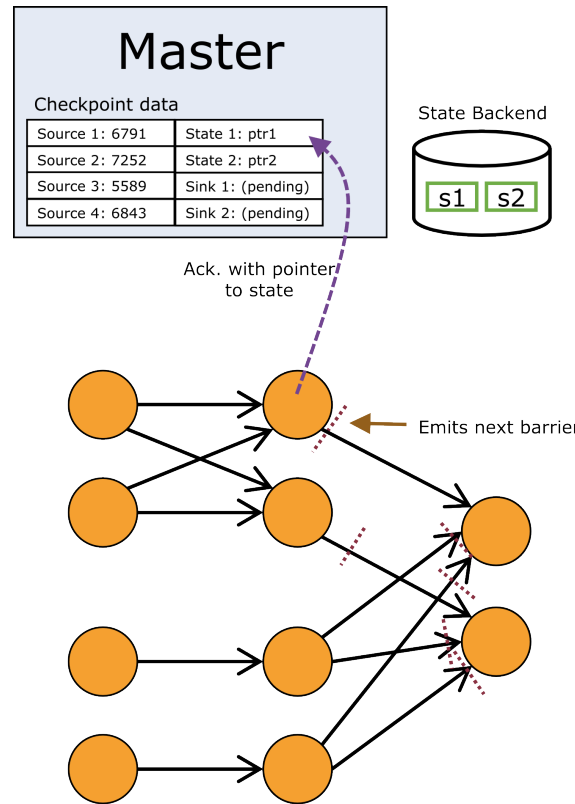 Master
Checkpoint data
Source 1: 6791 State 1: ptr1
Source 2: 7252 State 2: ptr2
Source 3: 5589 Sink 1: (pending)
Source 4: 6843 Sink 2: (pending)
State Backend
s1 s2
Ack. with pointer
to state
Emits next barrier